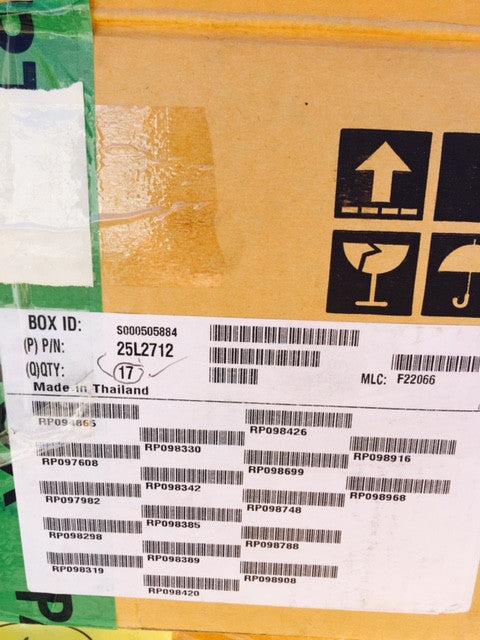 BOX ID: S000505884
(P) P/N: 25L2712
(Q)QTY: 17
MLC: F22066
Made in Thailand
RP094865
RP098426
RP098330
RP098916
RP097608
RP098699
RP098342
RP098968
RP097982
RP098748
RP098385
RP098298
RP098788
RP098389
RP098319
RP098908
RP098420